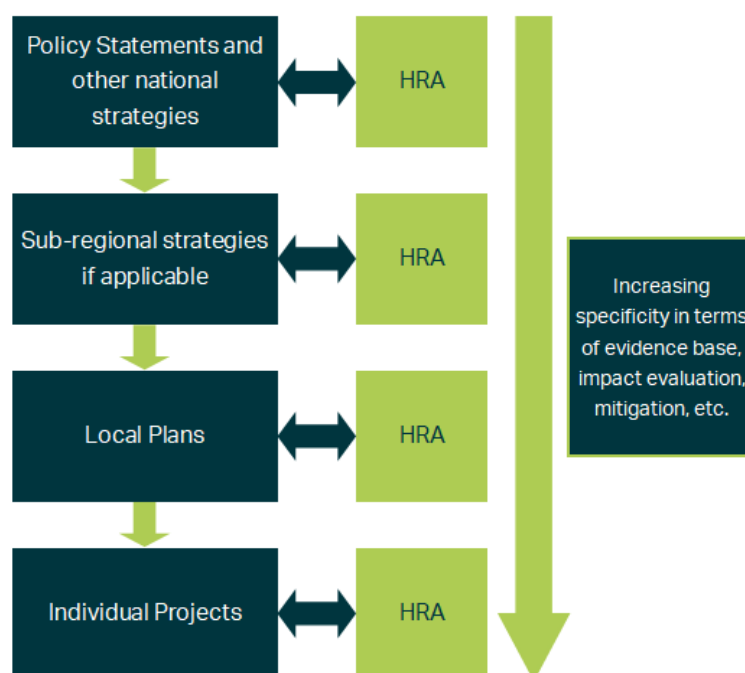 Policy Statements and
other national
strategies
HRA
Sub-regional strategies
if applicable
HRA
Increasing
specificity in terms
of evidence base,
impact evaluation,
mitigation, etc.
Local Plans
HRA
Individual Projects
HRA